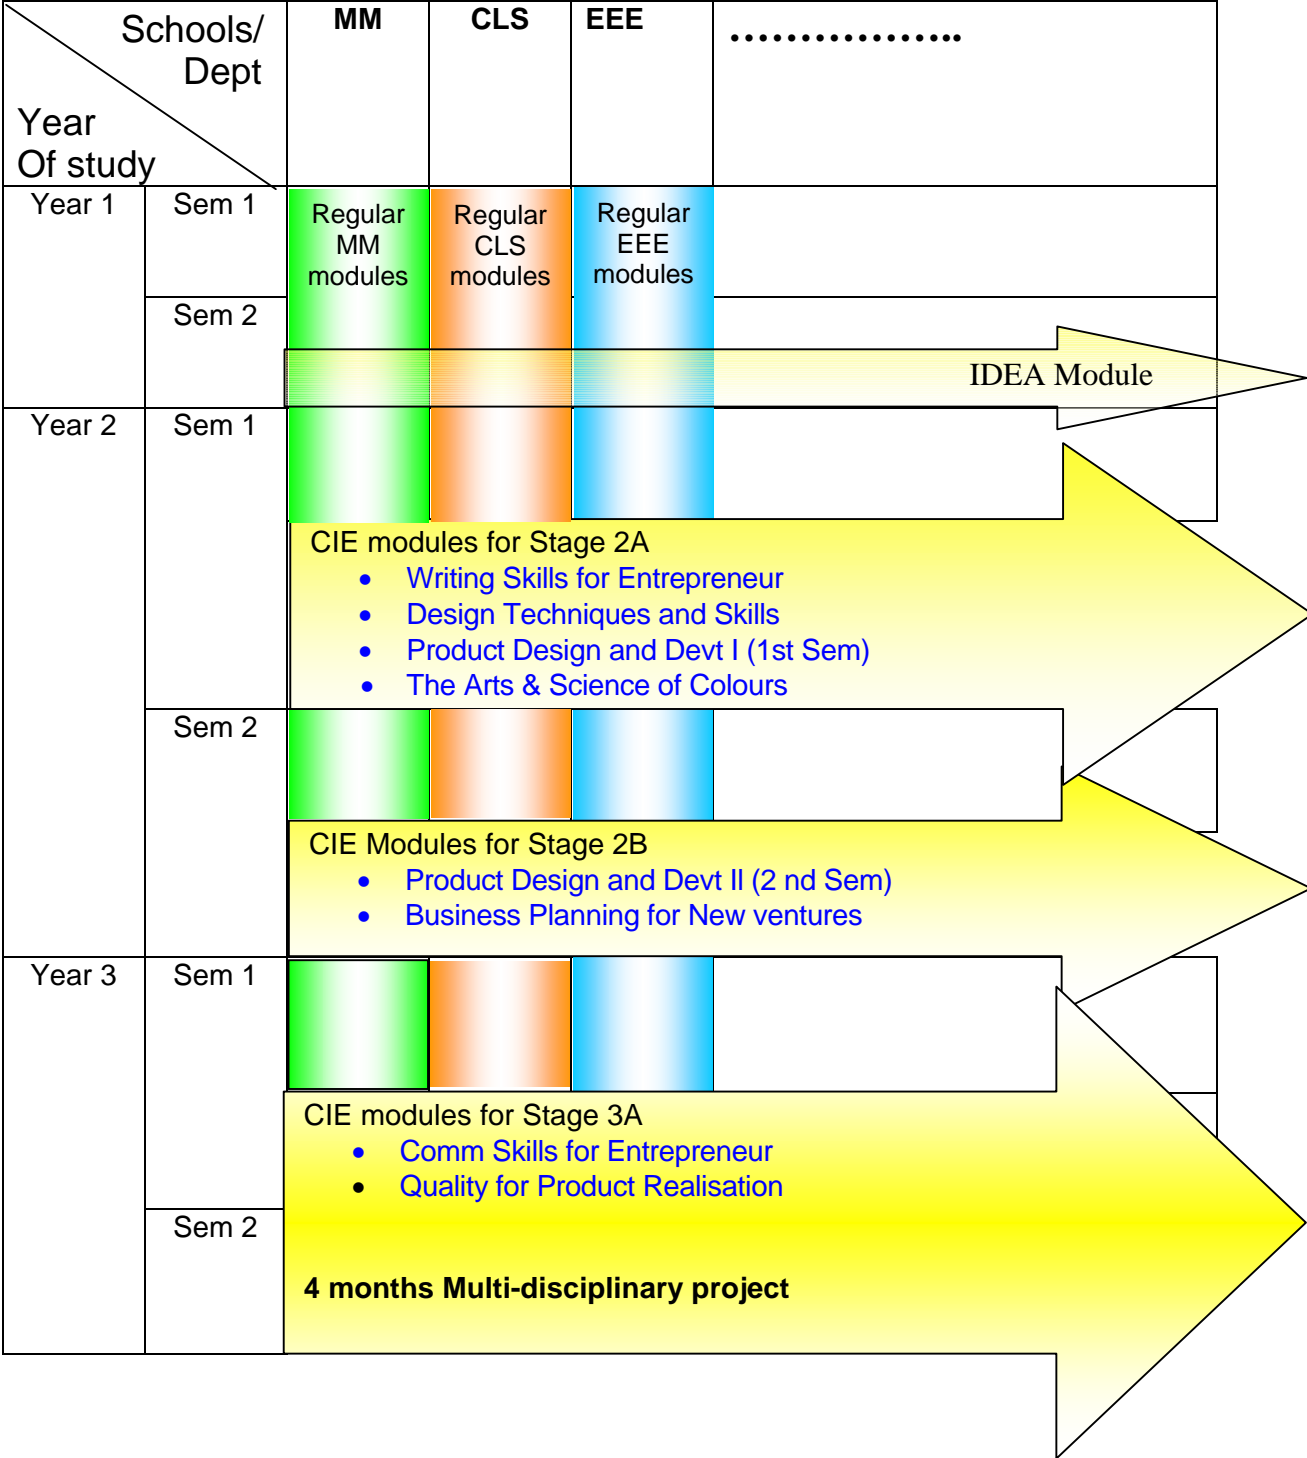 Schools/
Dept
Year
Of study
MM
CLS
EEE
………………..
Year 1
Sem 1
Regular
MM
modules
Regular
CLS
modules
Regular
EEE
modules
Sem 2
IDEA Module
Year 2
Sem 1
CIE modules for Stage 2A
• Writing Skills for Entrepreneur
• Design Techniques and Skills
• Product Design and Devt I (1st Sem)
• The Arts & Science of Colours
Sem 2
CIE Modules for Stage 2B
• Product Design and Devt II (2 nd Sem)
• Business Planning for New ventures
Year 3
Sem 1
CIE modules for Stage 3A
• Comm Skills for Entrepreneur
• Quality for Product Realisation
Sem 2
4 months Multi-disciplinary project